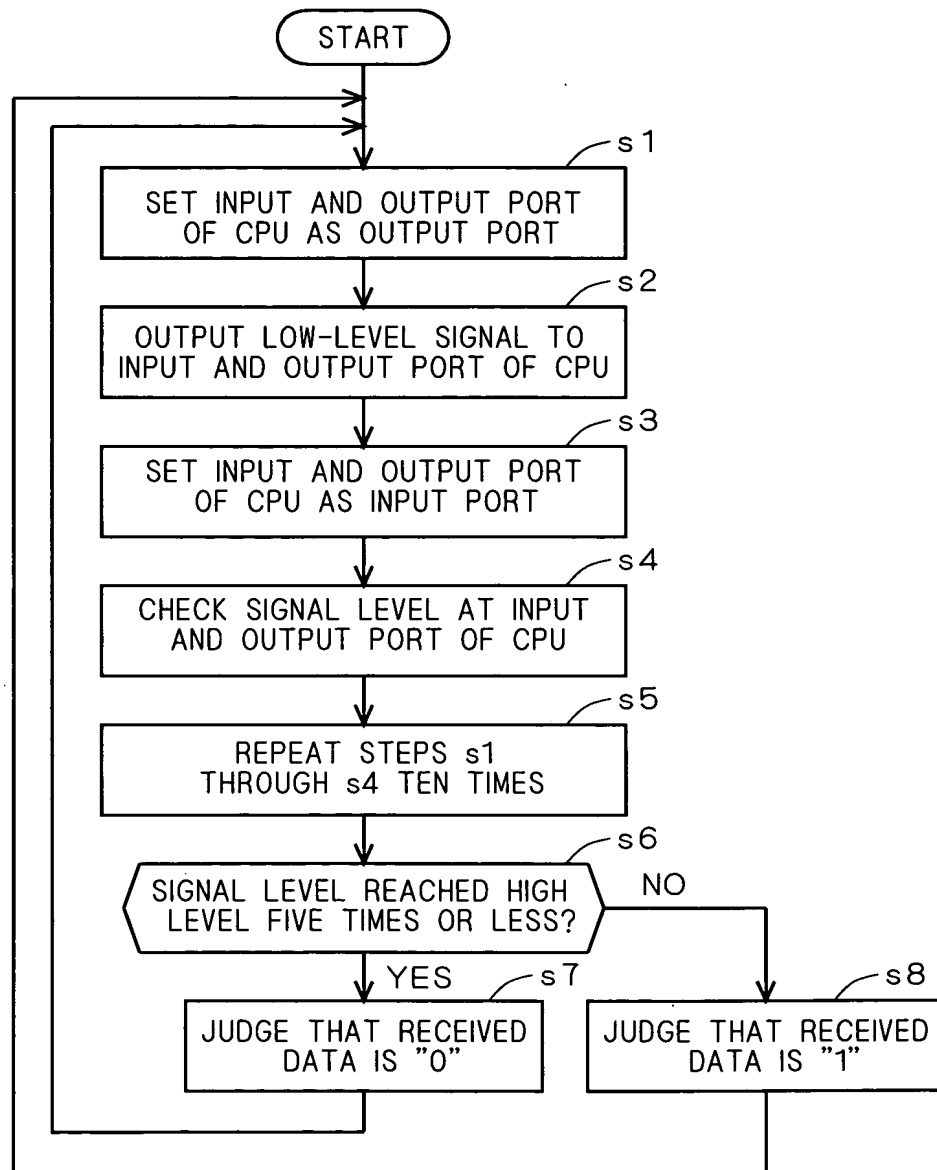 START
s1
SET INPUT AND OUTPUT PORT
OF CPU AS OUTPUT PORT
s2
OUTPUT LOW-LEVEL SIGNAL TO
INPUT AND OUTPUT PORT OF CPU
s3
SET INPUT AND OUTPUT PORT
OF CPU AS INPUT PORT
s4
CHECK SIGNAL LEVEL AT INPUT
AND OUTPUT PORT OF CPU
s5
REPEAT STEPS s1
THROUGH s4 TEN TIMES
s6
SIGNAL LEVEL REACHED HIGH
LEVEL FIVE TIMES OR LESS?
NO
YES
s7
JUDGE THAT RECEIVED
DATA IS "0"
s8
JUDGE THAT RECEIVED
DATA IS "1"